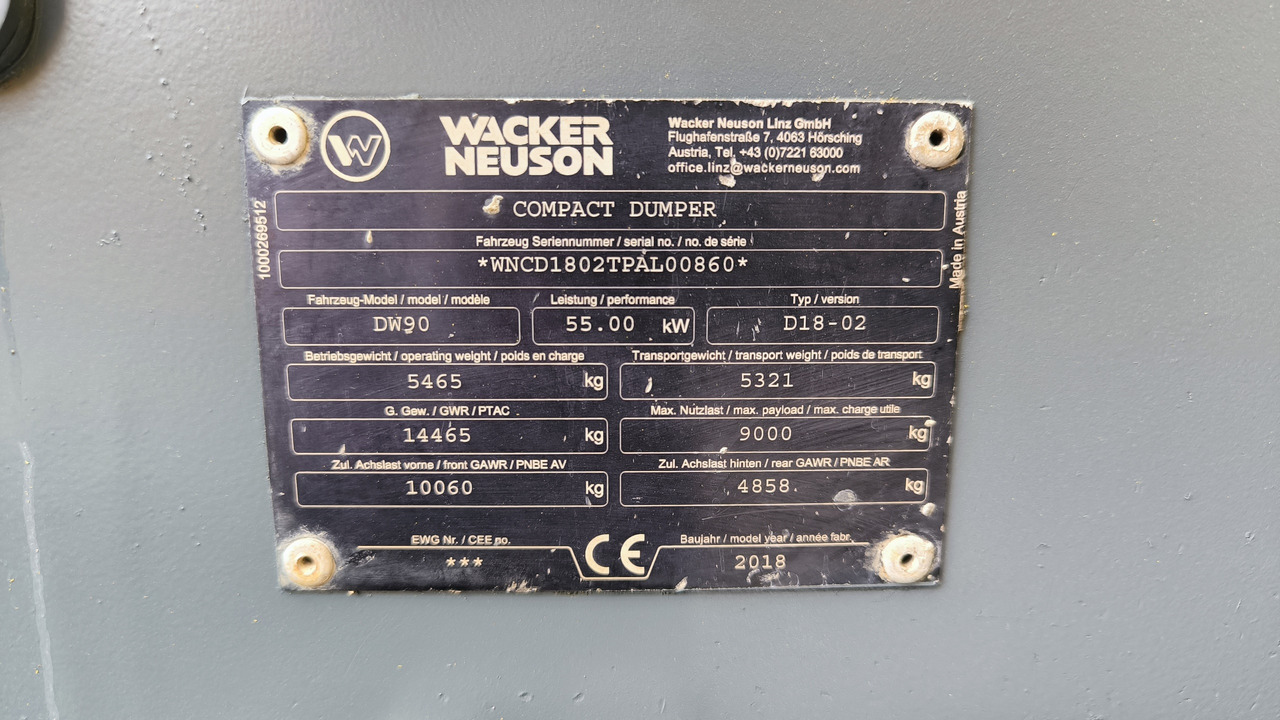 WACKER
NEUSON
Wacker Neuson Linz GmbH
Flughafenstraße 7, 4063 Hörsching
Austria, Tel. +43 (0)7221 63000
office.linz@wackerneuson.com
1000269512
Made in Austria
COMPACT DUMPER
Fahrzeug Seriennummer / serial no. / no. de série
*WNCD1802TPAL00860*
Fahrzeug-Model / model / modèle
DW90
Leistung / performance
55.00 kW
Typ / version
D18-02
Betriebsgewicht / operating weight / poids en charge
5465 kg
Transportgewicht / transport weight / poids de transport
5321 kg
G. Gew. / GWR / PTAC
14465 kg
Max. Nutzlast / max. payload / max. charge utile
9000 kg
Zul. Achslast vorne / front GAWR / PNBE AV
10060 kg
Zul. Achslast hinten / rear GAWR / PNBE AR
4858 kg
EWG Nr. / CEE no.
***
CE
Baujahr / model year / année fabr.
2018